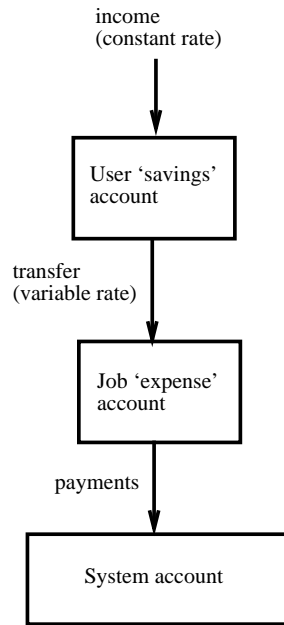 income
(constant rate)
User ‘savings’
account
transfer
(variable rate)
Job ‘expense’
account
payments
System account